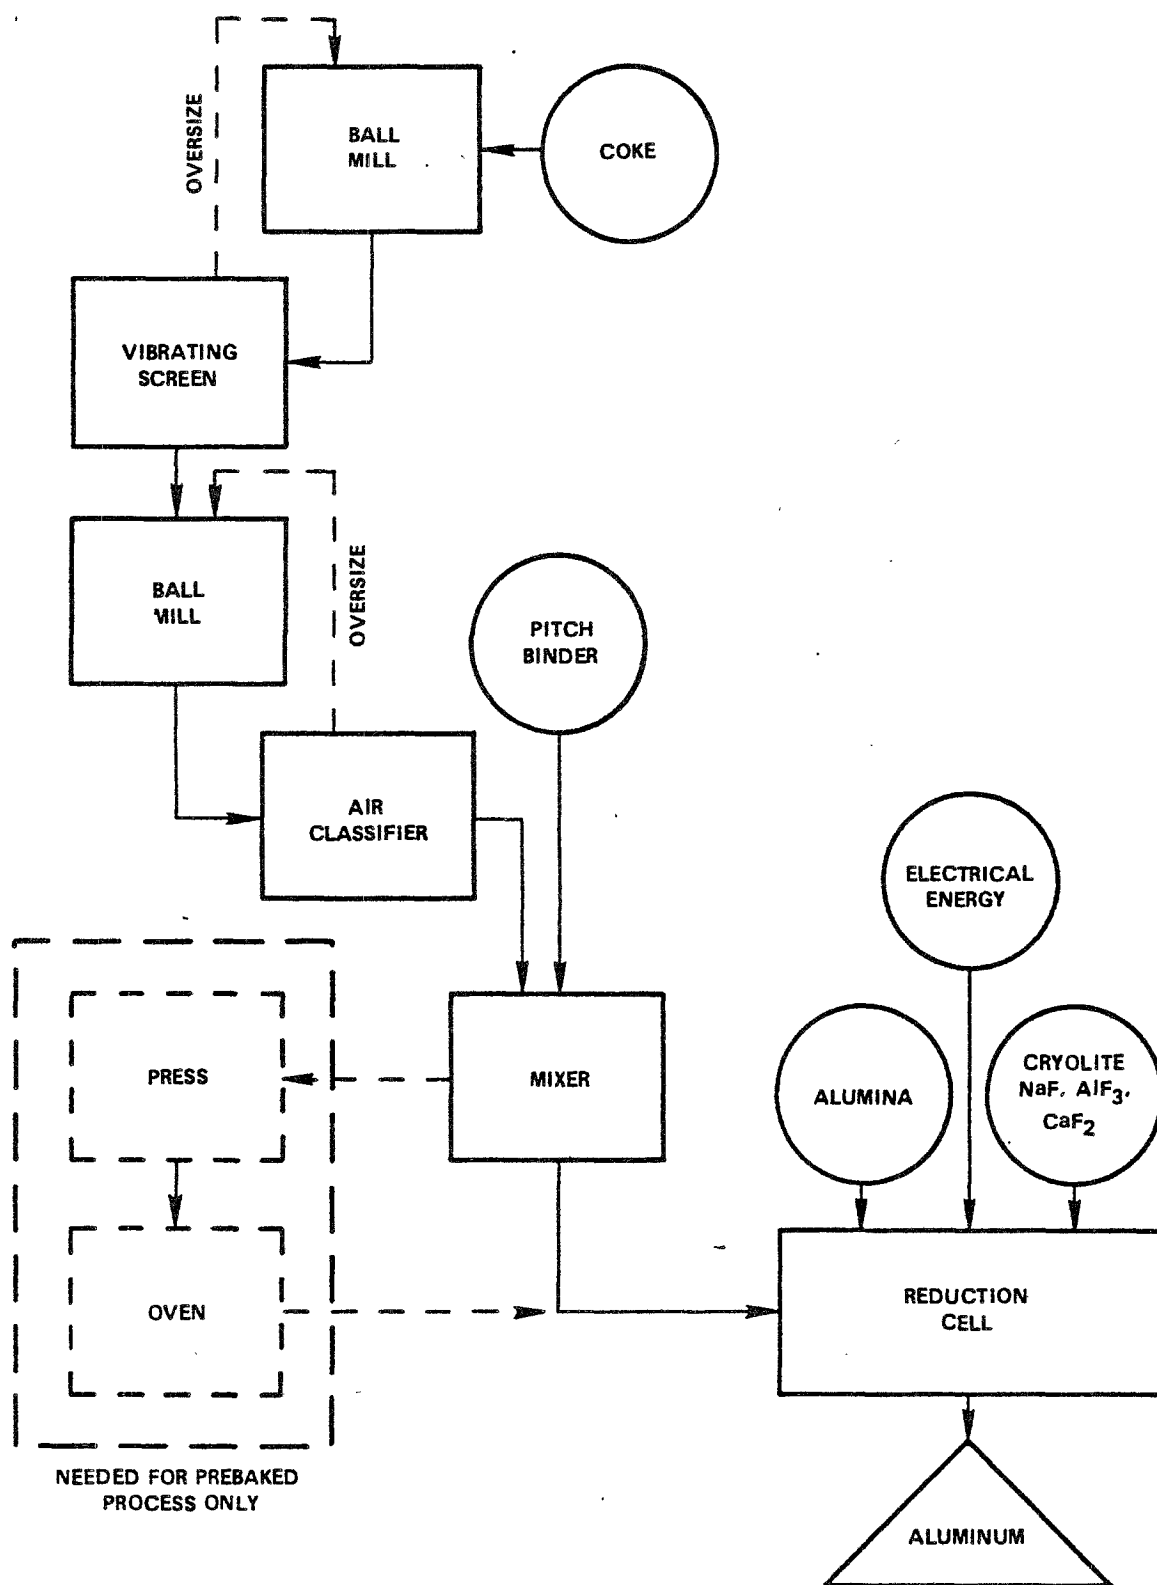 OVERSIZE
BALL
MILL
COKE
VIBRATING
SCREEN
BALL
MILL
OVERSIZE
PITCH
BINDER
AIR
CLASSIFIER
ELECTRICAL
ENERGY
PRESS
MIXER
ALUMINA
CRYOLITE
NaF, AlF₃,
CaF₂
OVEN
REDUCTION
CELL
NEEDED FOR PREBAKED
PROCESS ONLY
ALUMINUM